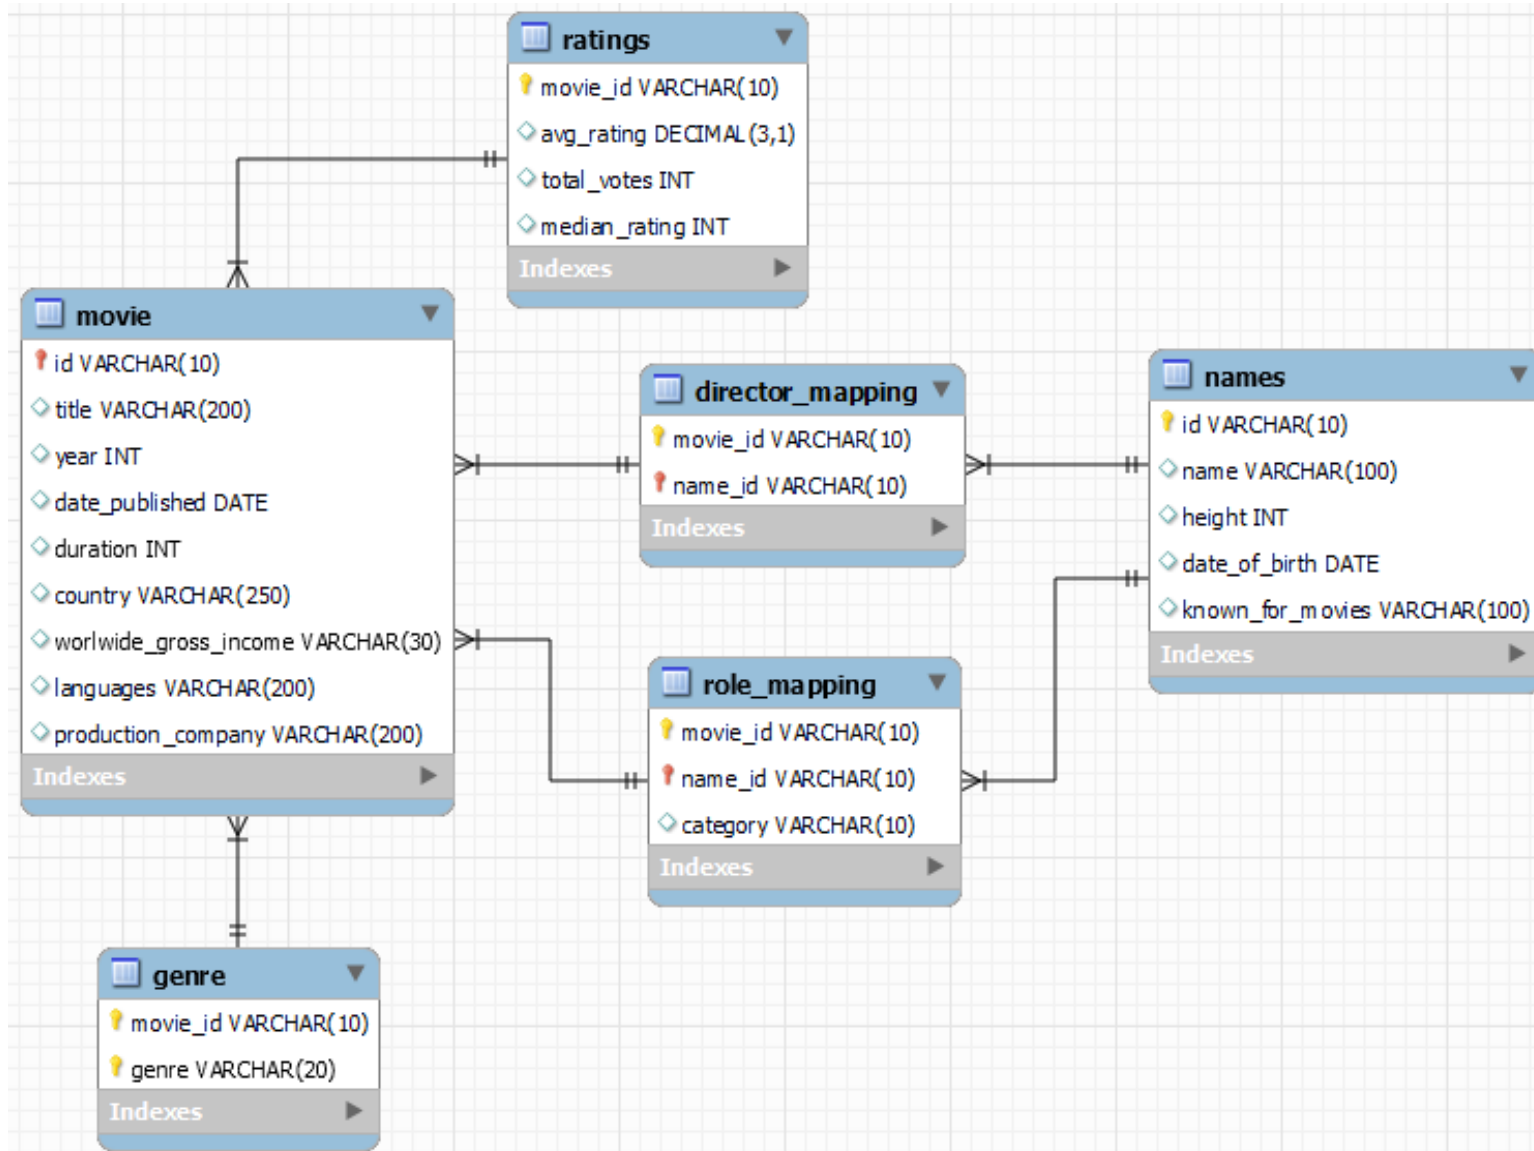 ratings
movie_id VARCHAR(10)
avg_rating DECIMAL(3,1)
total_votes INT
median_rating INT
Indexes
movie
id VARCHAR(10)
title VARCHAR(200)
year INT
date_published DATE
duration INT
country VARCHAR(250)
worlwide_gross_income VARCHAR(30)
languages VARCHAR(200)
production_company VARCHAR(200)
Indexes
director_mapping
movie_id VARCHAR(10)
name_id VARCHAR(10)
Indexes
names
id VARCHAR(10)
name VARCHAR(100)
height INT
date_of_birth DATE
known_for_movies VARCHAR(100)
Indexes
role_mapping
movie_id VARCHAR(10)
name_id VARCHAR(10)
category VARCHAR(10)
Indexes
genre
movie_id VARCHAR(10)
genre VARCHAR(20)
Indexes